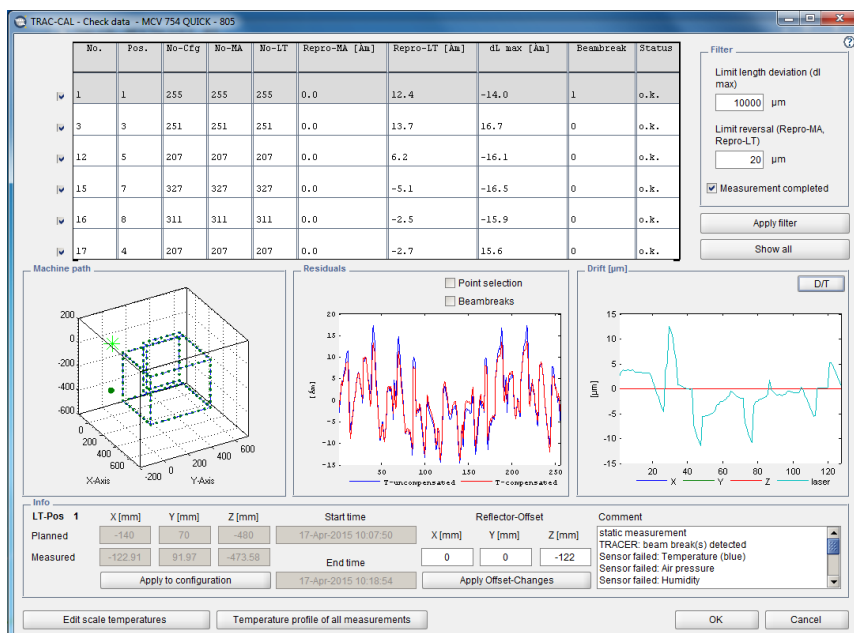 TRAC-CAL - Check data - MCV 754 QUICK - 805
No. Pos. No-Cfg No-MA No-LT Repro-MA [Åm] Repro-LT [Åm] dL max [Åm] Beambreak Status
1 1 255 255 255 0.0 12.4 -14.0 1 o.k.
3 3 251 251 251 0.0 13.7 16.7 0 o.k.
12 5 207 207 207 0.0 6.2 -16.1 0 o.k.
15 7 327 327 327 0.0 -5.1 -16.5 0 o.k.
16 8 311 311 311 0.0 -2.5 -15.9 0 o.k.
17 4 207 207 207 0.0 -2.7 15.6 0 o.k.
?
Filter
Limit length deviation (dl
max)
10000 µm
Limit reversal (Repro-MA,
Repro-LT)
20 µm
Measurement completed
Apply filter
Show all
Machine path
200
0
-200
-400
-600
0
200
400
600
X-Axis
-200
0
200
400
600
Y-Axis
Residuals
Point selection
Beambreaks
20
15
10
5
0
-5
-10
-15
[Åm]
50 100 150 200 250
T-uncompensated T-compensated
Drift [µm]
D/T
15
10
5
0
-5
-10
-15
[µm]
20 40 60 80 100 120
X Y Z laser
Info
LT-Pos 1 X [mm] Y [mm] Z [mm] Start time Reflector-Offset Comment
Planned -140 70 -480 17-Apr-2015 10:07:50 X [mm] Y [mm] Z [mm]
Measured -122.91 91.97 -473.58 End time 0 0 -122
Apply to configuration 17-Apr-2015 10:18:54 Apply Offset-Changes
static measurement
TRACER: beam break(s) detected
Sensor failed: Temperature (blue)
Sensor failed: Air pressure
Sensor failed: Humidity
Edit scale temperatures Temperature profile of all measurements OK Cancel